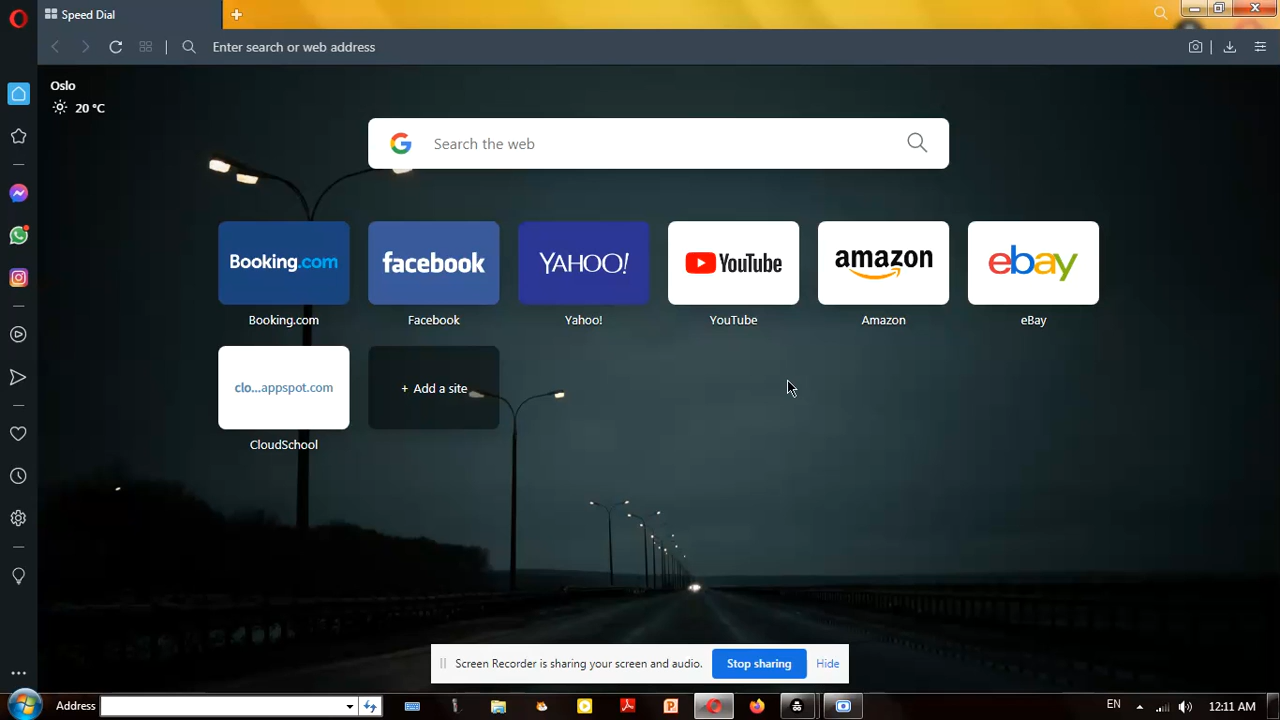 Speed Dial
Enter search or web address
Oslo
20 °C
Search the web
Booking.com
facebook
YAHOO!
YouTube
amazon
ebay
Booking.com
Facebook
Yahoo!
YouTube
Amazon
eBay
clo...appspot.com
+ Add a site
CloudSchool
Screen Recorder is sharing your screen and audio.
Stop sharing
Hide
Address
EN
12:11 AM